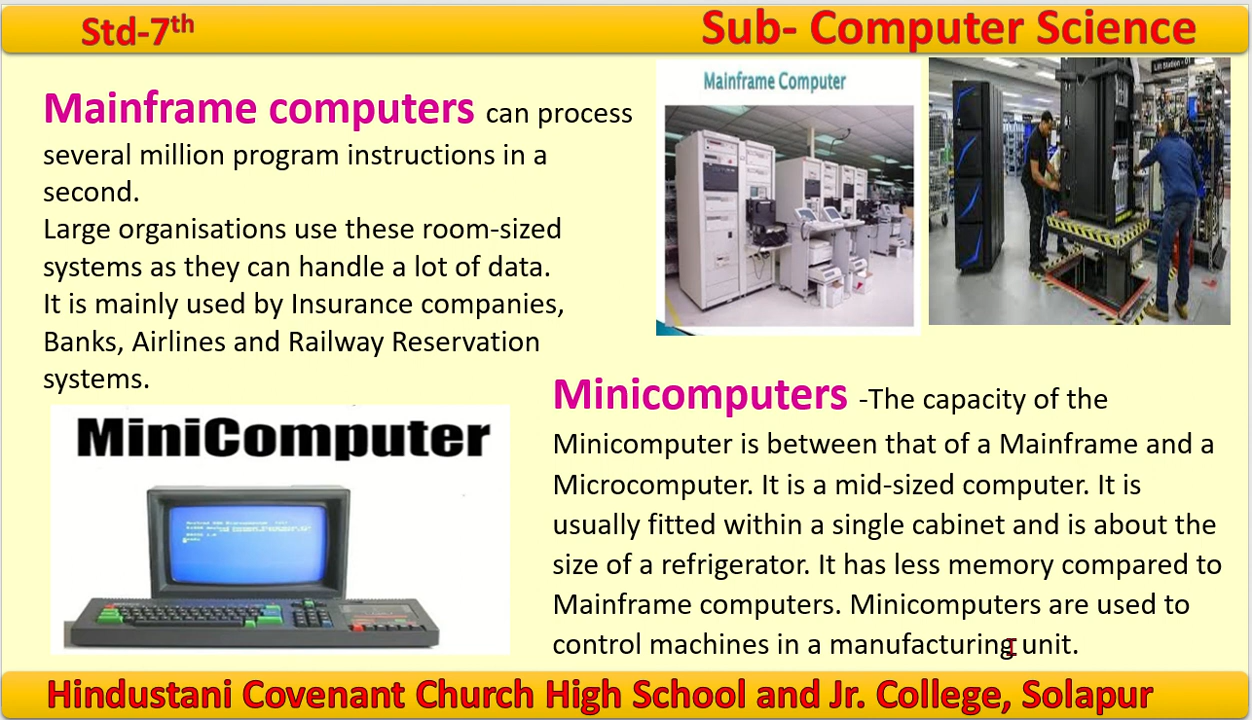 Std-7th
Sub- Computer Science
Mainframe computers can process
several million program instructions in a
second.
Large organisations use these room-sized
systems as they can handle a lot of data.
It is mainly used by Insurance companies,
Banks, Airlines and Railway Reservation
systems.
Mainframe Computer
Lift Station - 01
MiniComputer
Minicomputers -The capacity of the
Minicomputer is between that of a Mainframe and a
Microcomputer. It is a mid-sized computer. It is
usually fitted within a single cabinet and is about the
size of a refrigerator. It has less memory compared to
Mainframe computers. Minicomputers are used to
control machines in a manufacturing unit.
Hindustani Covenant Church High School and Jr. College, Solapur